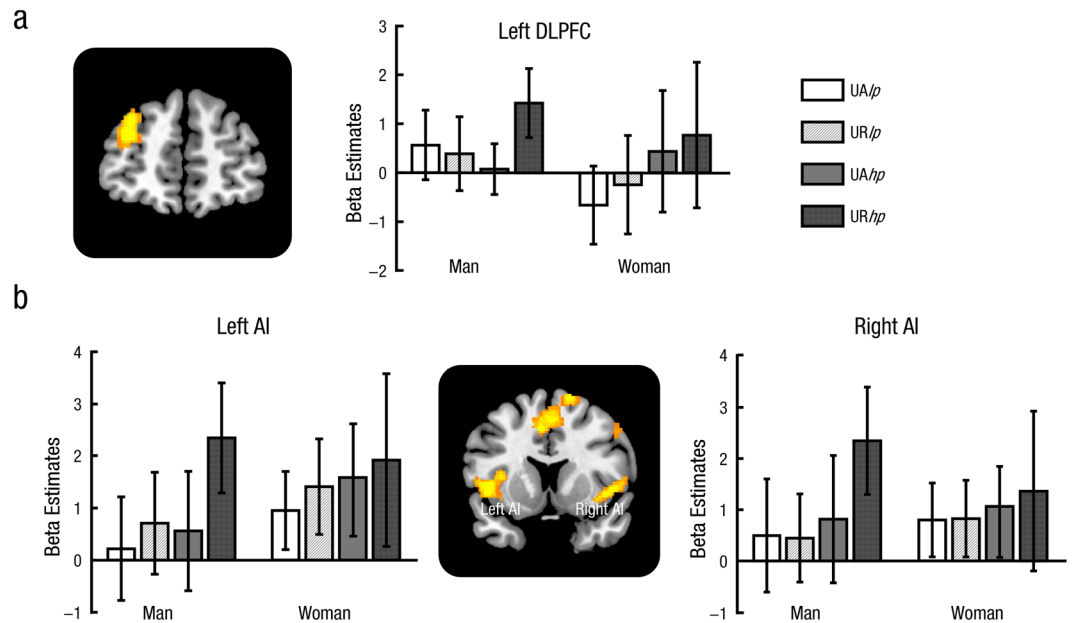 a
Left DLPFC
3
2
1
0
−1
−2
Beta Estimates
Man
Woman
UAlp
URlp
UAhp
URhp
b
Left AI
4
3
2
1
0
−1
Beta Estimates
Man
Woman
Left AI
Right AI
Right AI
4
3
2
1
0
−1
Beta Estimates
Man
Woman